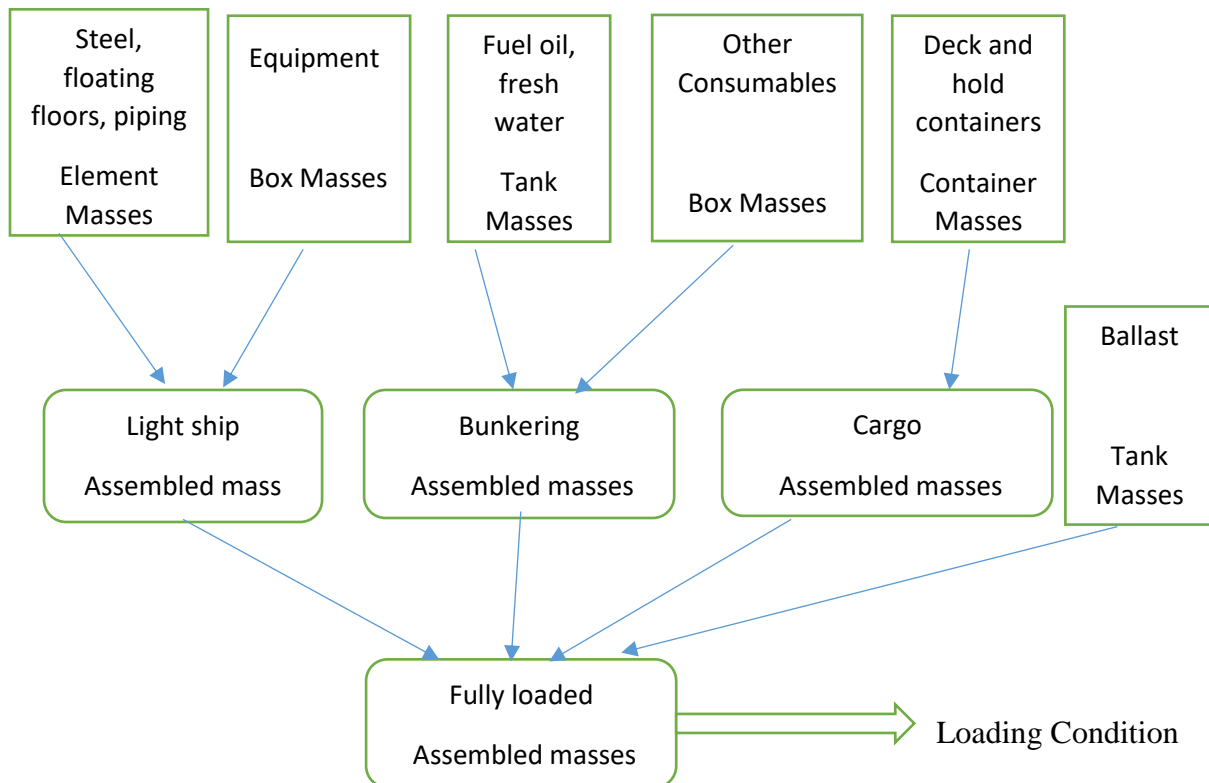 Steel,
floating
floors, piping
Element
Masses
Equipment
Box Masses
Fuel oil,
fresh
water
Tank
Masses
Other
Consumables
Box Masses
Deck and
hold
containers
Container
Masses
Ballast
Tank
Masses
Light ship
Assembled mass
Bunkering
Assembled masses
Cargo
Assembled masses
Fully loaded
Assembled masses
Loading Condition